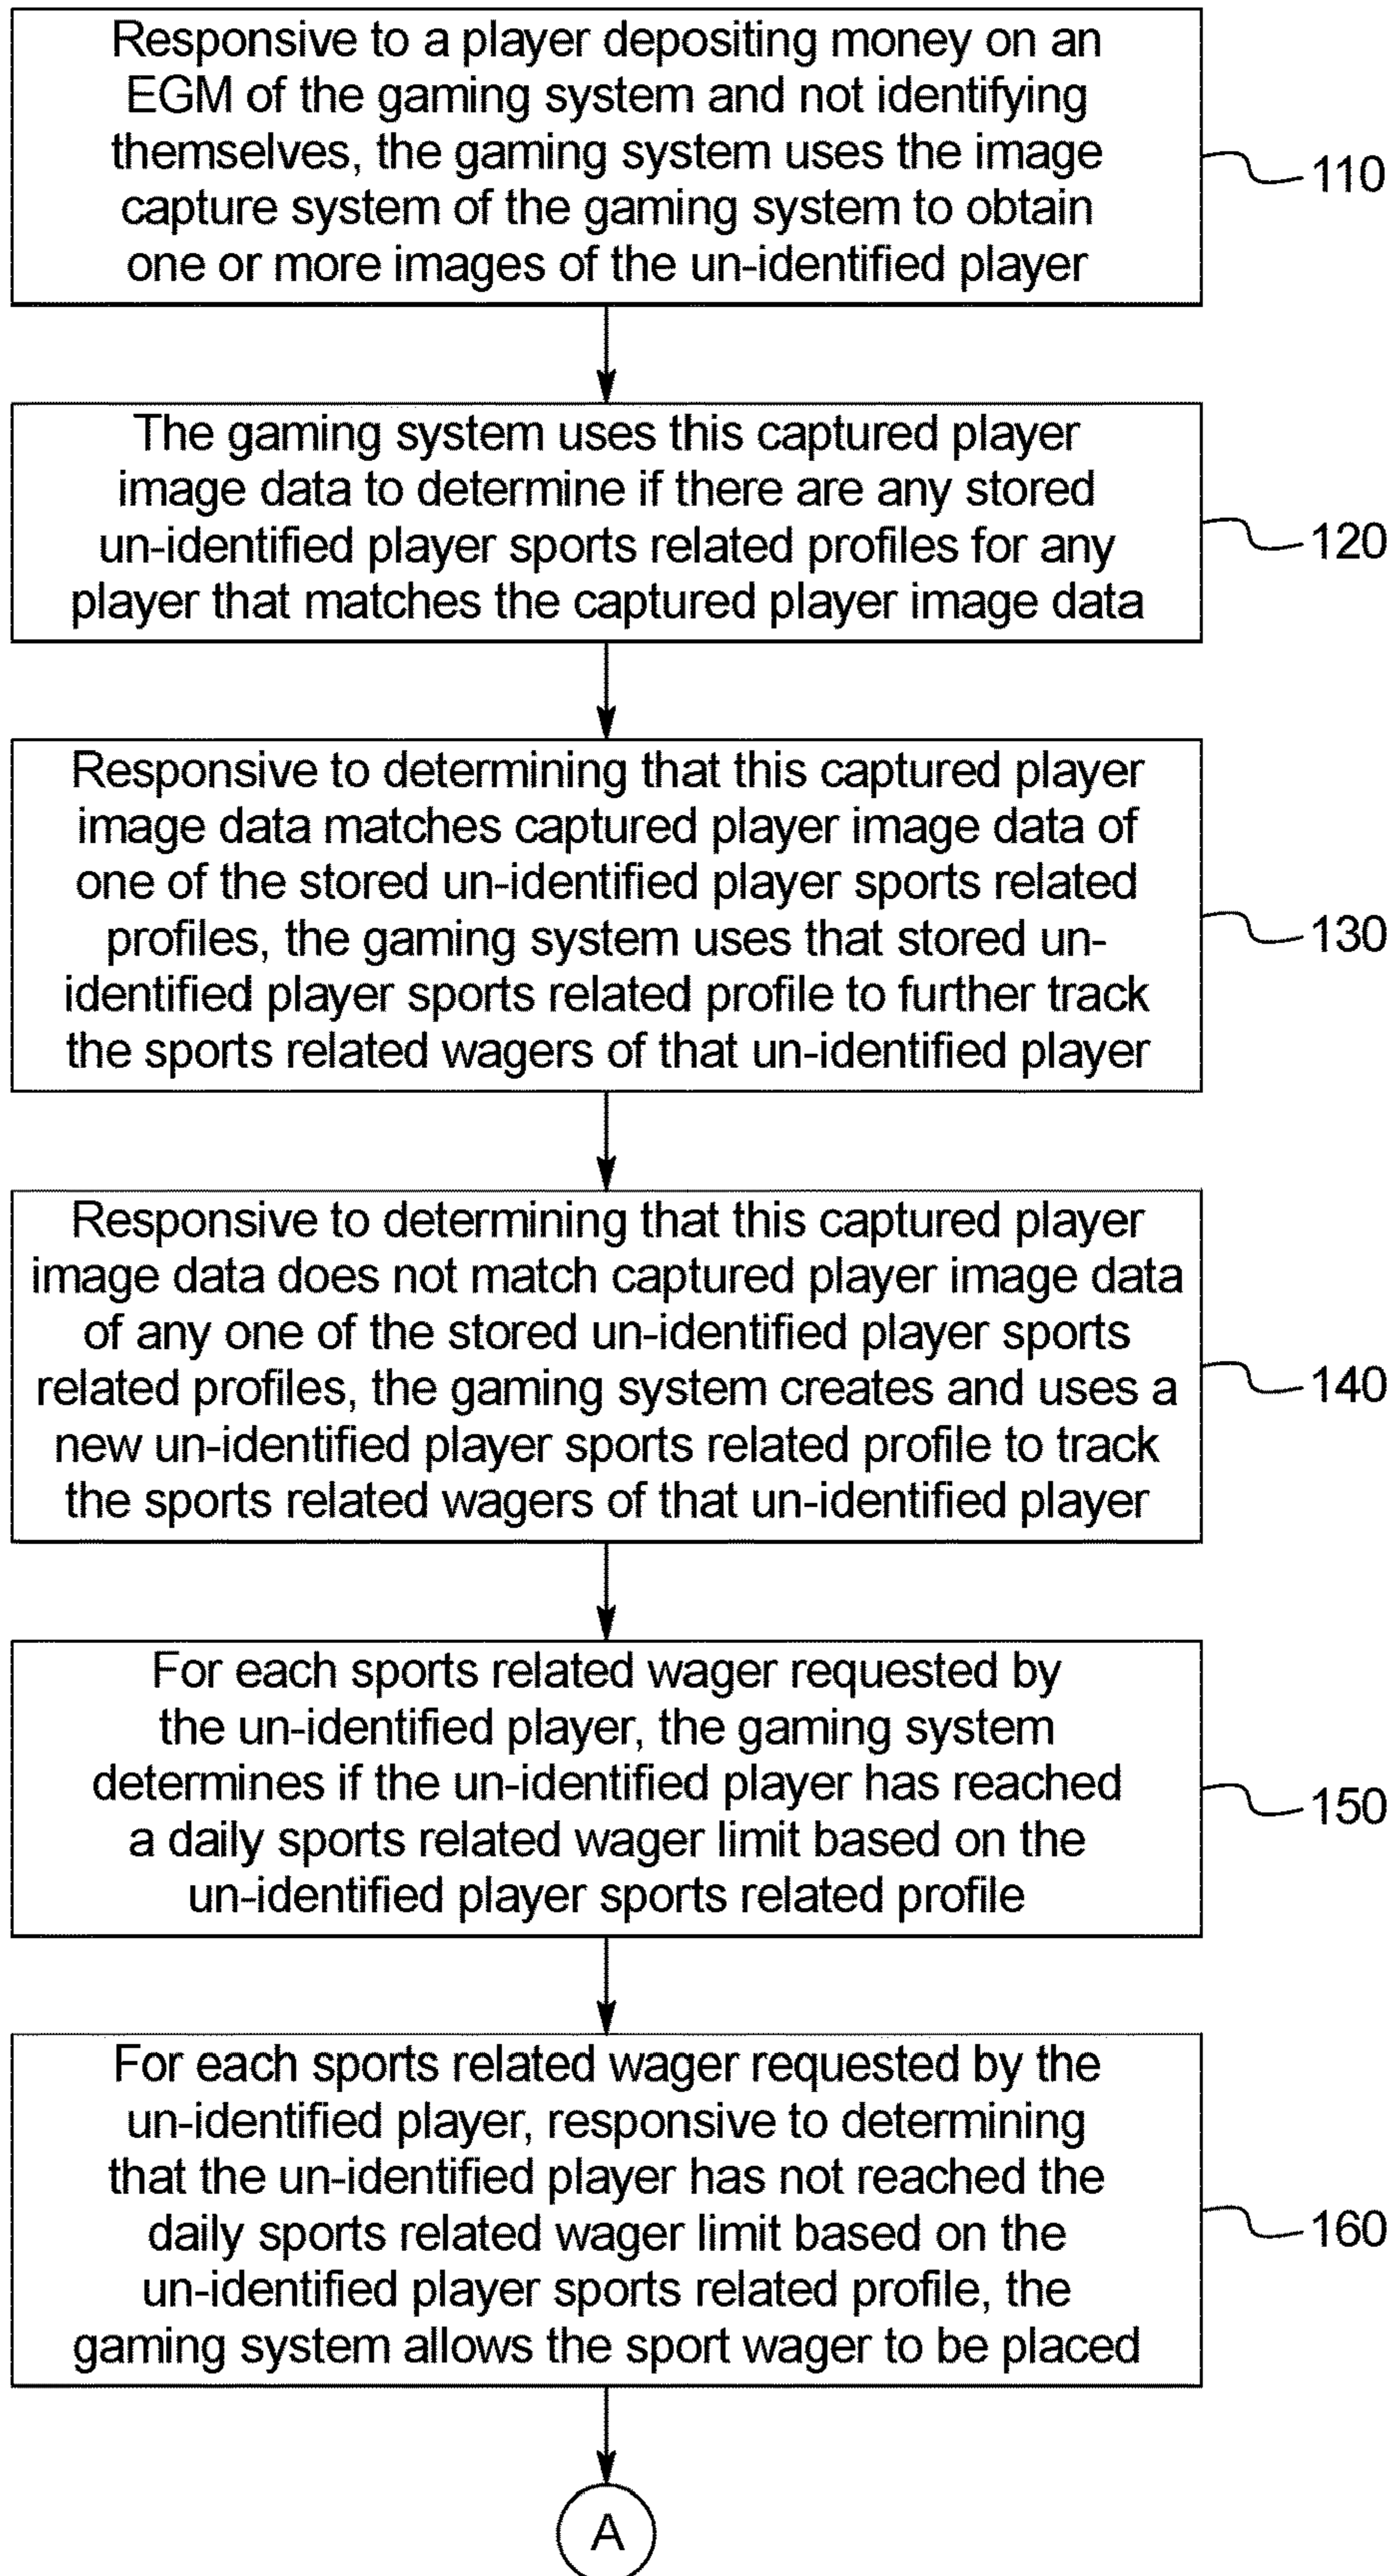 Responsive to a player depositing money on an
EGM of the gaming system and not identifying
themselves, the gaming system uses the image
capture system of the gaming system to obtain
one or more images of the un-identified player
110
The gaming system uses this captured player
image data to determine if there are any stored
un-identified player sports related profiles for any
player that matches the captured player image data
120
Responsive to determining that this captured player
image data matches captured player image data of
one of the stored un-identified player sports related
profiles, the gaming system uses that stored un-
identified player sports related profile to further track
the sports related wagers of that un-identified player
130
Responsive to determining that this captured player
image data does not match captured player image data
of any one of the stored un-identified player sports
related profiles, the gaming system creates and uses a
new un-identified player sports related profile to track
the sports related wagers of that un-identified player
140
For each sports related wager requested by
the un-identified player, the gaming system
determines if the un-identified player has reached
a daily sports related wager limit based on the
un-identified player sports related profile
150
For each sports related wager requested by the
un-identified player, responsive to determining
that the un-identified player has not reached the
daily sports related wager limit based on the
un-identified player sports related profile, the
gaming system allows the sport wager to be placed
160
A